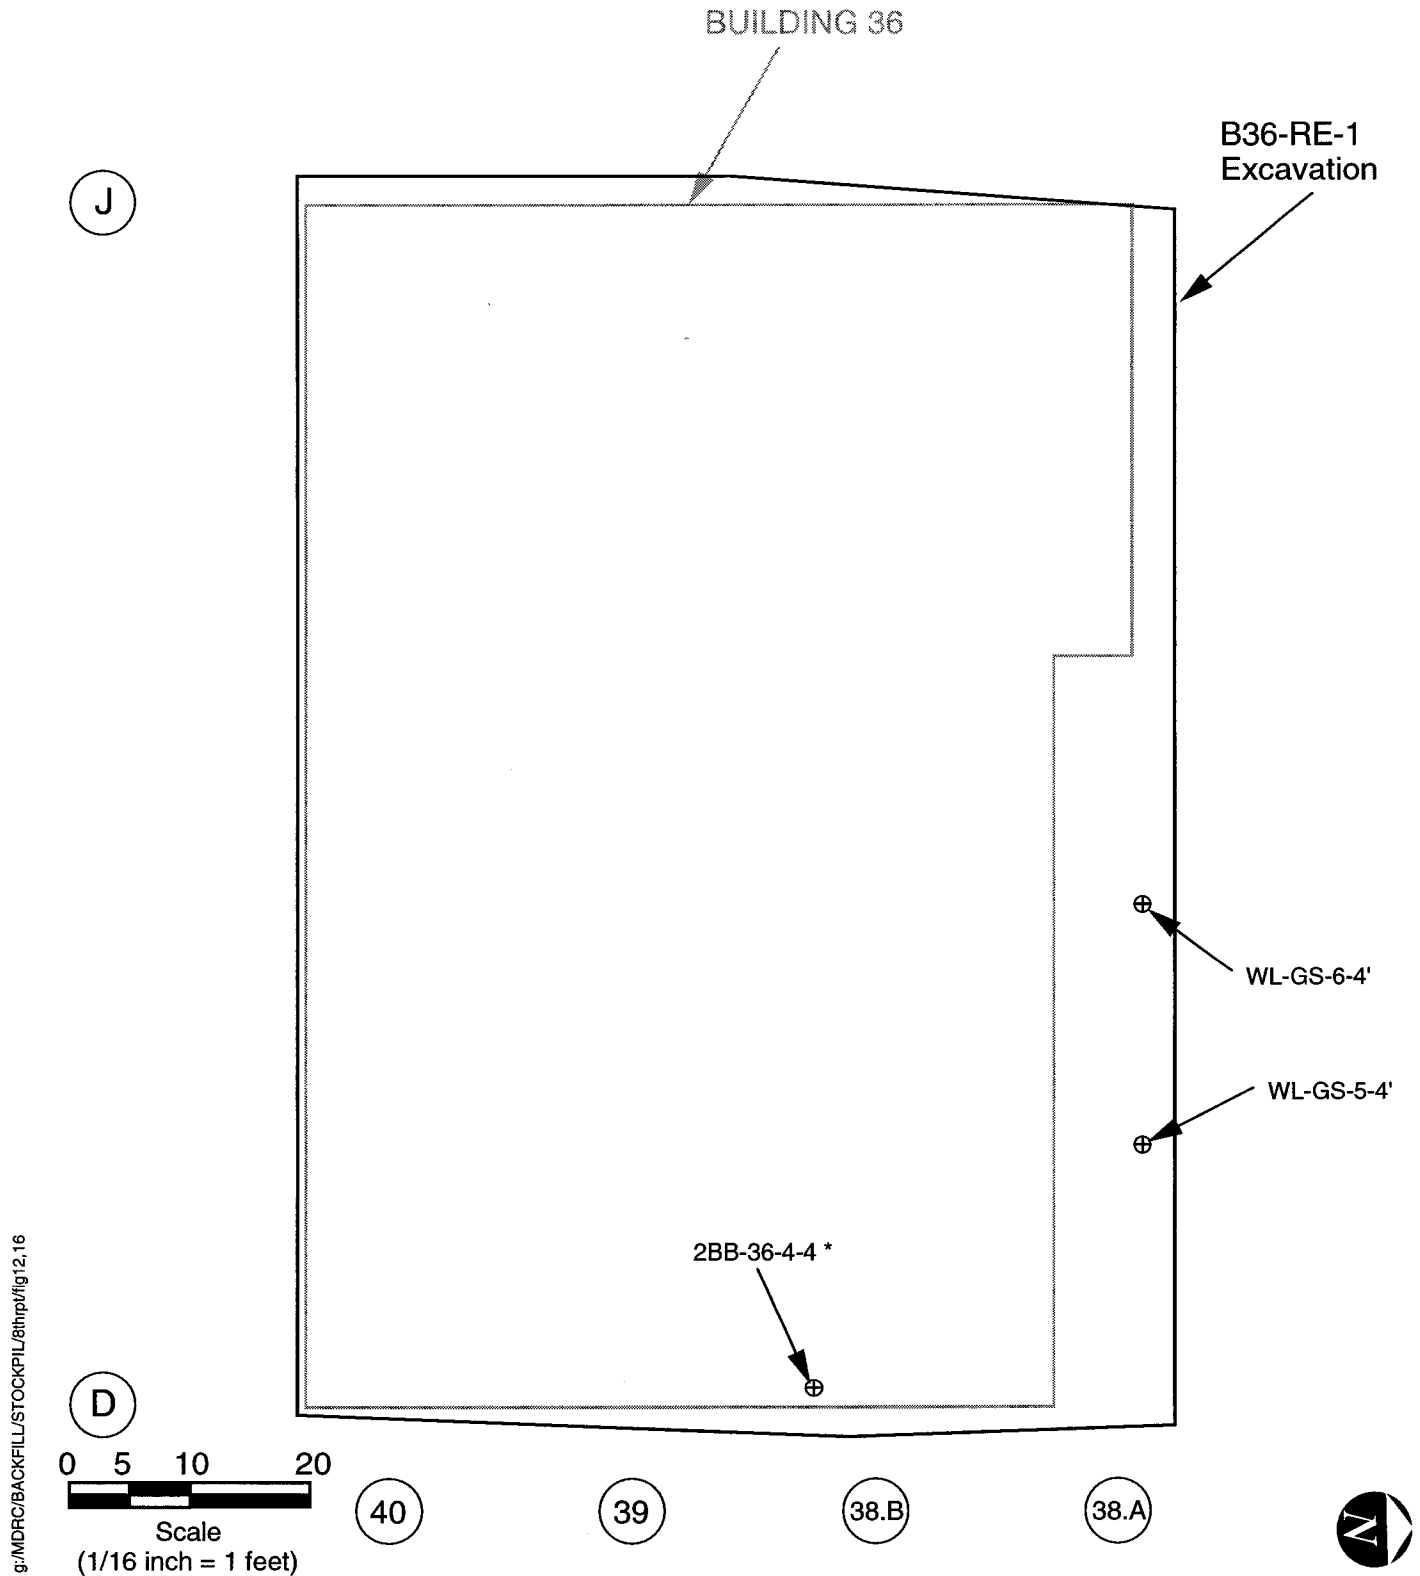 BUILDING 36
B36-RE-1
Excavation
J
WL-GS-6-4'
WL-GS-5-4'
2BB-36-4-4 *
D
0 5 10 20
Scale
(1/16 inch = 1 feet)
40 39 38.B 38.A
N
g:/MDRC/BACKFILL/STOCKPIL/8thrpt/fig12,16